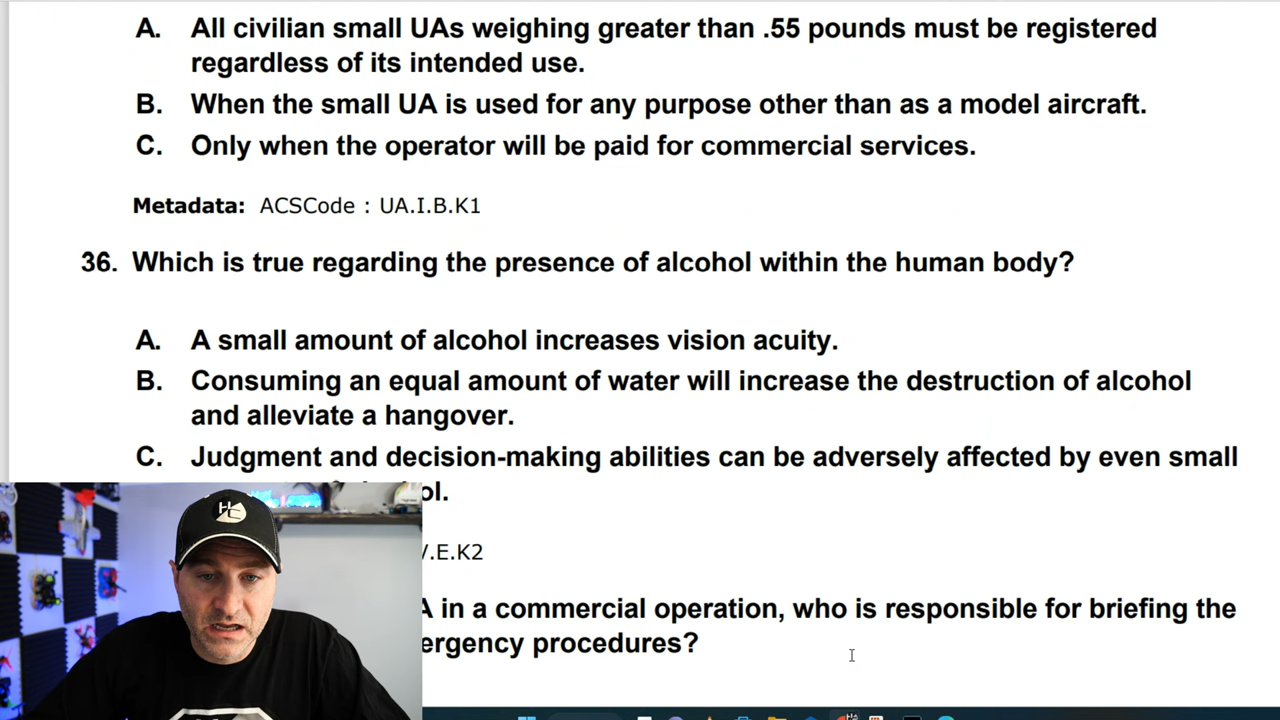 A. All civilian small UAs weighing greater than .55 pounds must be registered
regardless of its intended use.
B. When the small UA is used for any purpose other than as a model aircraft.
C. Only when the operator will be paid for commercial services.
Metadata: ACSCode : UA.I.B.K1
36. Which is true regarding the presence of alcohol within the human body?
A. A small amount of alcohol increases vision acuity.
B. Consuming an equal amount of water will increase the destruction of alcohol
and alleviate a hangover.
C. Judgment and decision-making abilities can be adversely affected by even small
ol.
.E.K2
A in a commercial operation, who is responsible for briefing the
ergency procedures?